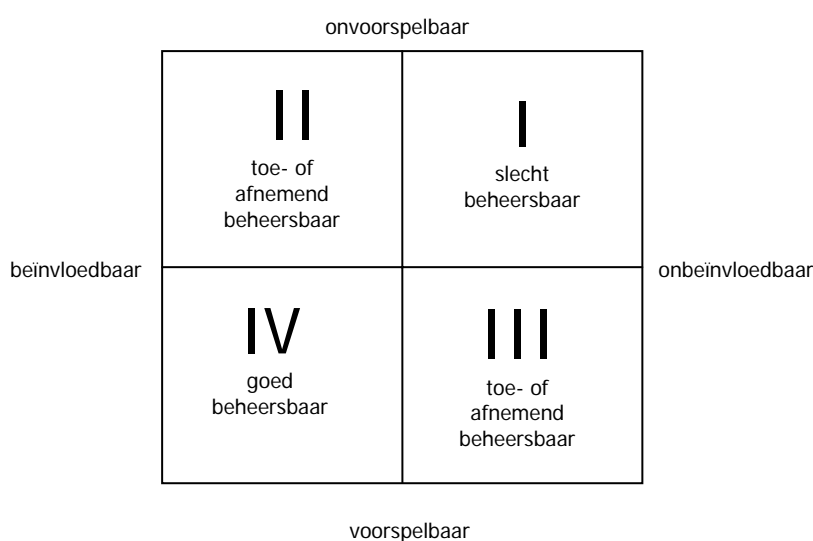 onvoorspelbaar
II
toe- of
afnemend
beheersbaar
I
slecht
beheersbaar
beïnvloedbaar
onbeïnvloedbaar
IV
goed
beheersbaar
III
toe- of
afnemend
beheersbaar
voorspelbaar